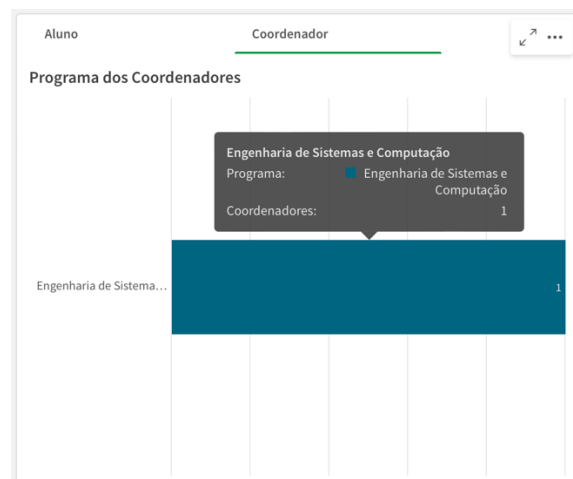 Aluno
Coordenador
Programa dos Coordenadores
Engenharia de Sistemas e Computação
Programa: Engenharia de Sistemas e
Computação
Coordenadores: 1
Engenharia de Sistema...
1